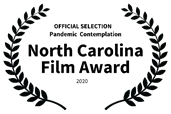 OFFICIAL SELECTION
Pandemic Contemplation
North Carolina
Film Award
2020